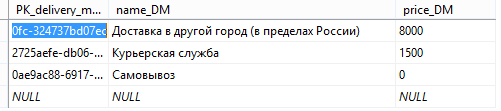 PK_delivery_m... name_DM price_DM
0fc-324737bd07ec Доставка в другой город (в пределах России) 8000
2725aefe-db06-... Курьерская служба 1500
0ae9ac88-6917-... Самовывоз 0
NULL NULL NULL